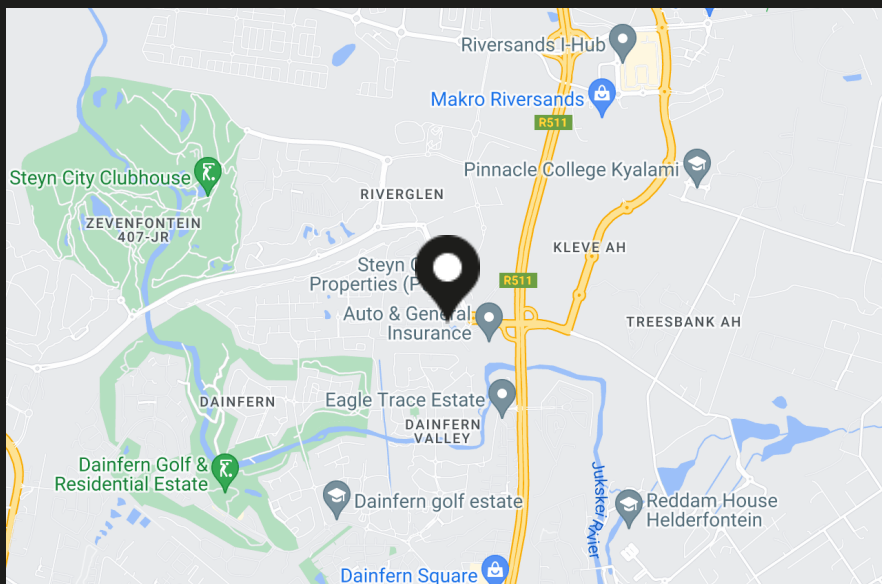 Riversands I-Hub
Makro Riversands
R511
Pinnacle College Kyalami
Steyn City Clubhouse
RIVERGLEN
ZEVENFONTEIN
407-JR
KLEVE AH
Steyn
Properties
R511
Auto & General
Insurance
TREESBANK AH
Eagle Trace Estate
DAINFERN
DAINFERN
VALLEY
Dainfern Golf &
Residential Estate
Dainfern golf estate
Jukskei Rivier
Reddam House
Helderfontein
Dainfern Square